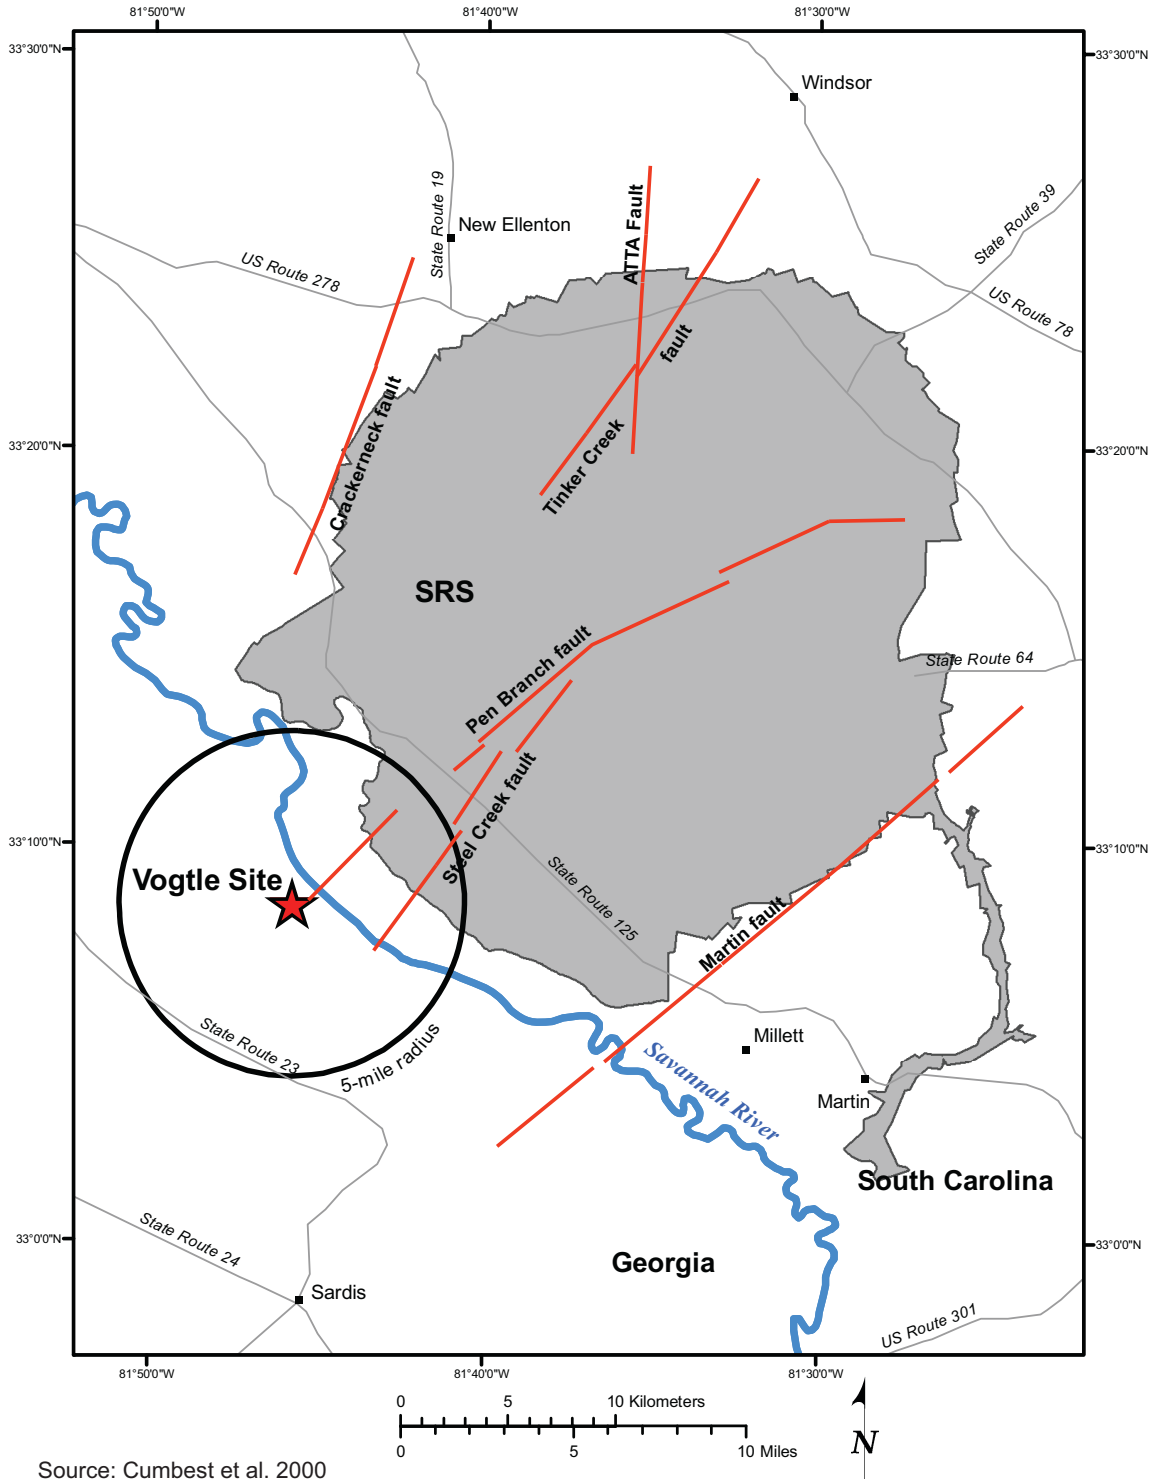 81°50'0"W
81°40'0"W
81°30'0"W
33°30'0"N
33°30'0"N
Windsor
State Route 19
ATTA Fault
State Route 39
New Ellenton
US Route 278
US Route 78
fault
Crackerneck fault
33°20'0"N
33°20'0"N
Tinker Creek
SRS
Pen Branch fault
State Route 64
Steel Creek fault
33°10'0"N
33°10'0"N
Vogtle Site
State Route 125
Martin fault
State Route 23
5-mile radius
Millett
Savannah River
Martin
South Carolina
State Route 24
33°0'0"N
33°0'0"N
Georgia
Sardis
US Route 301
81°50'0"W
81°40'0"W
81°30'0"W
0 5 10 Kilometers
0 5 10 Miles
N
Source: Cumbest et al. 2000